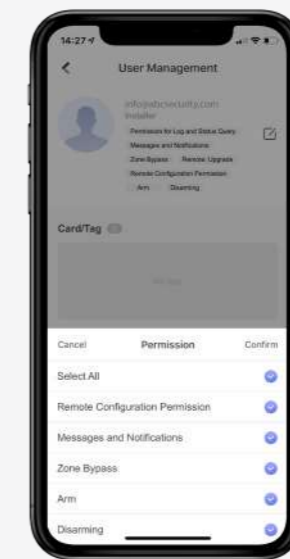 14:27
User Management
info@abcsecurity.com
Installer
Permission for Log and Status Query
Messages and Notifications
Zone Bypass Remote Upgrade
Remote Configuration Permission
Arm Disarming
Card/Tag
Cancel Permission Confirm
Select All
Remote Configuration Permission
Messages and Notifications
Zone Bypass
Arm
Disarming